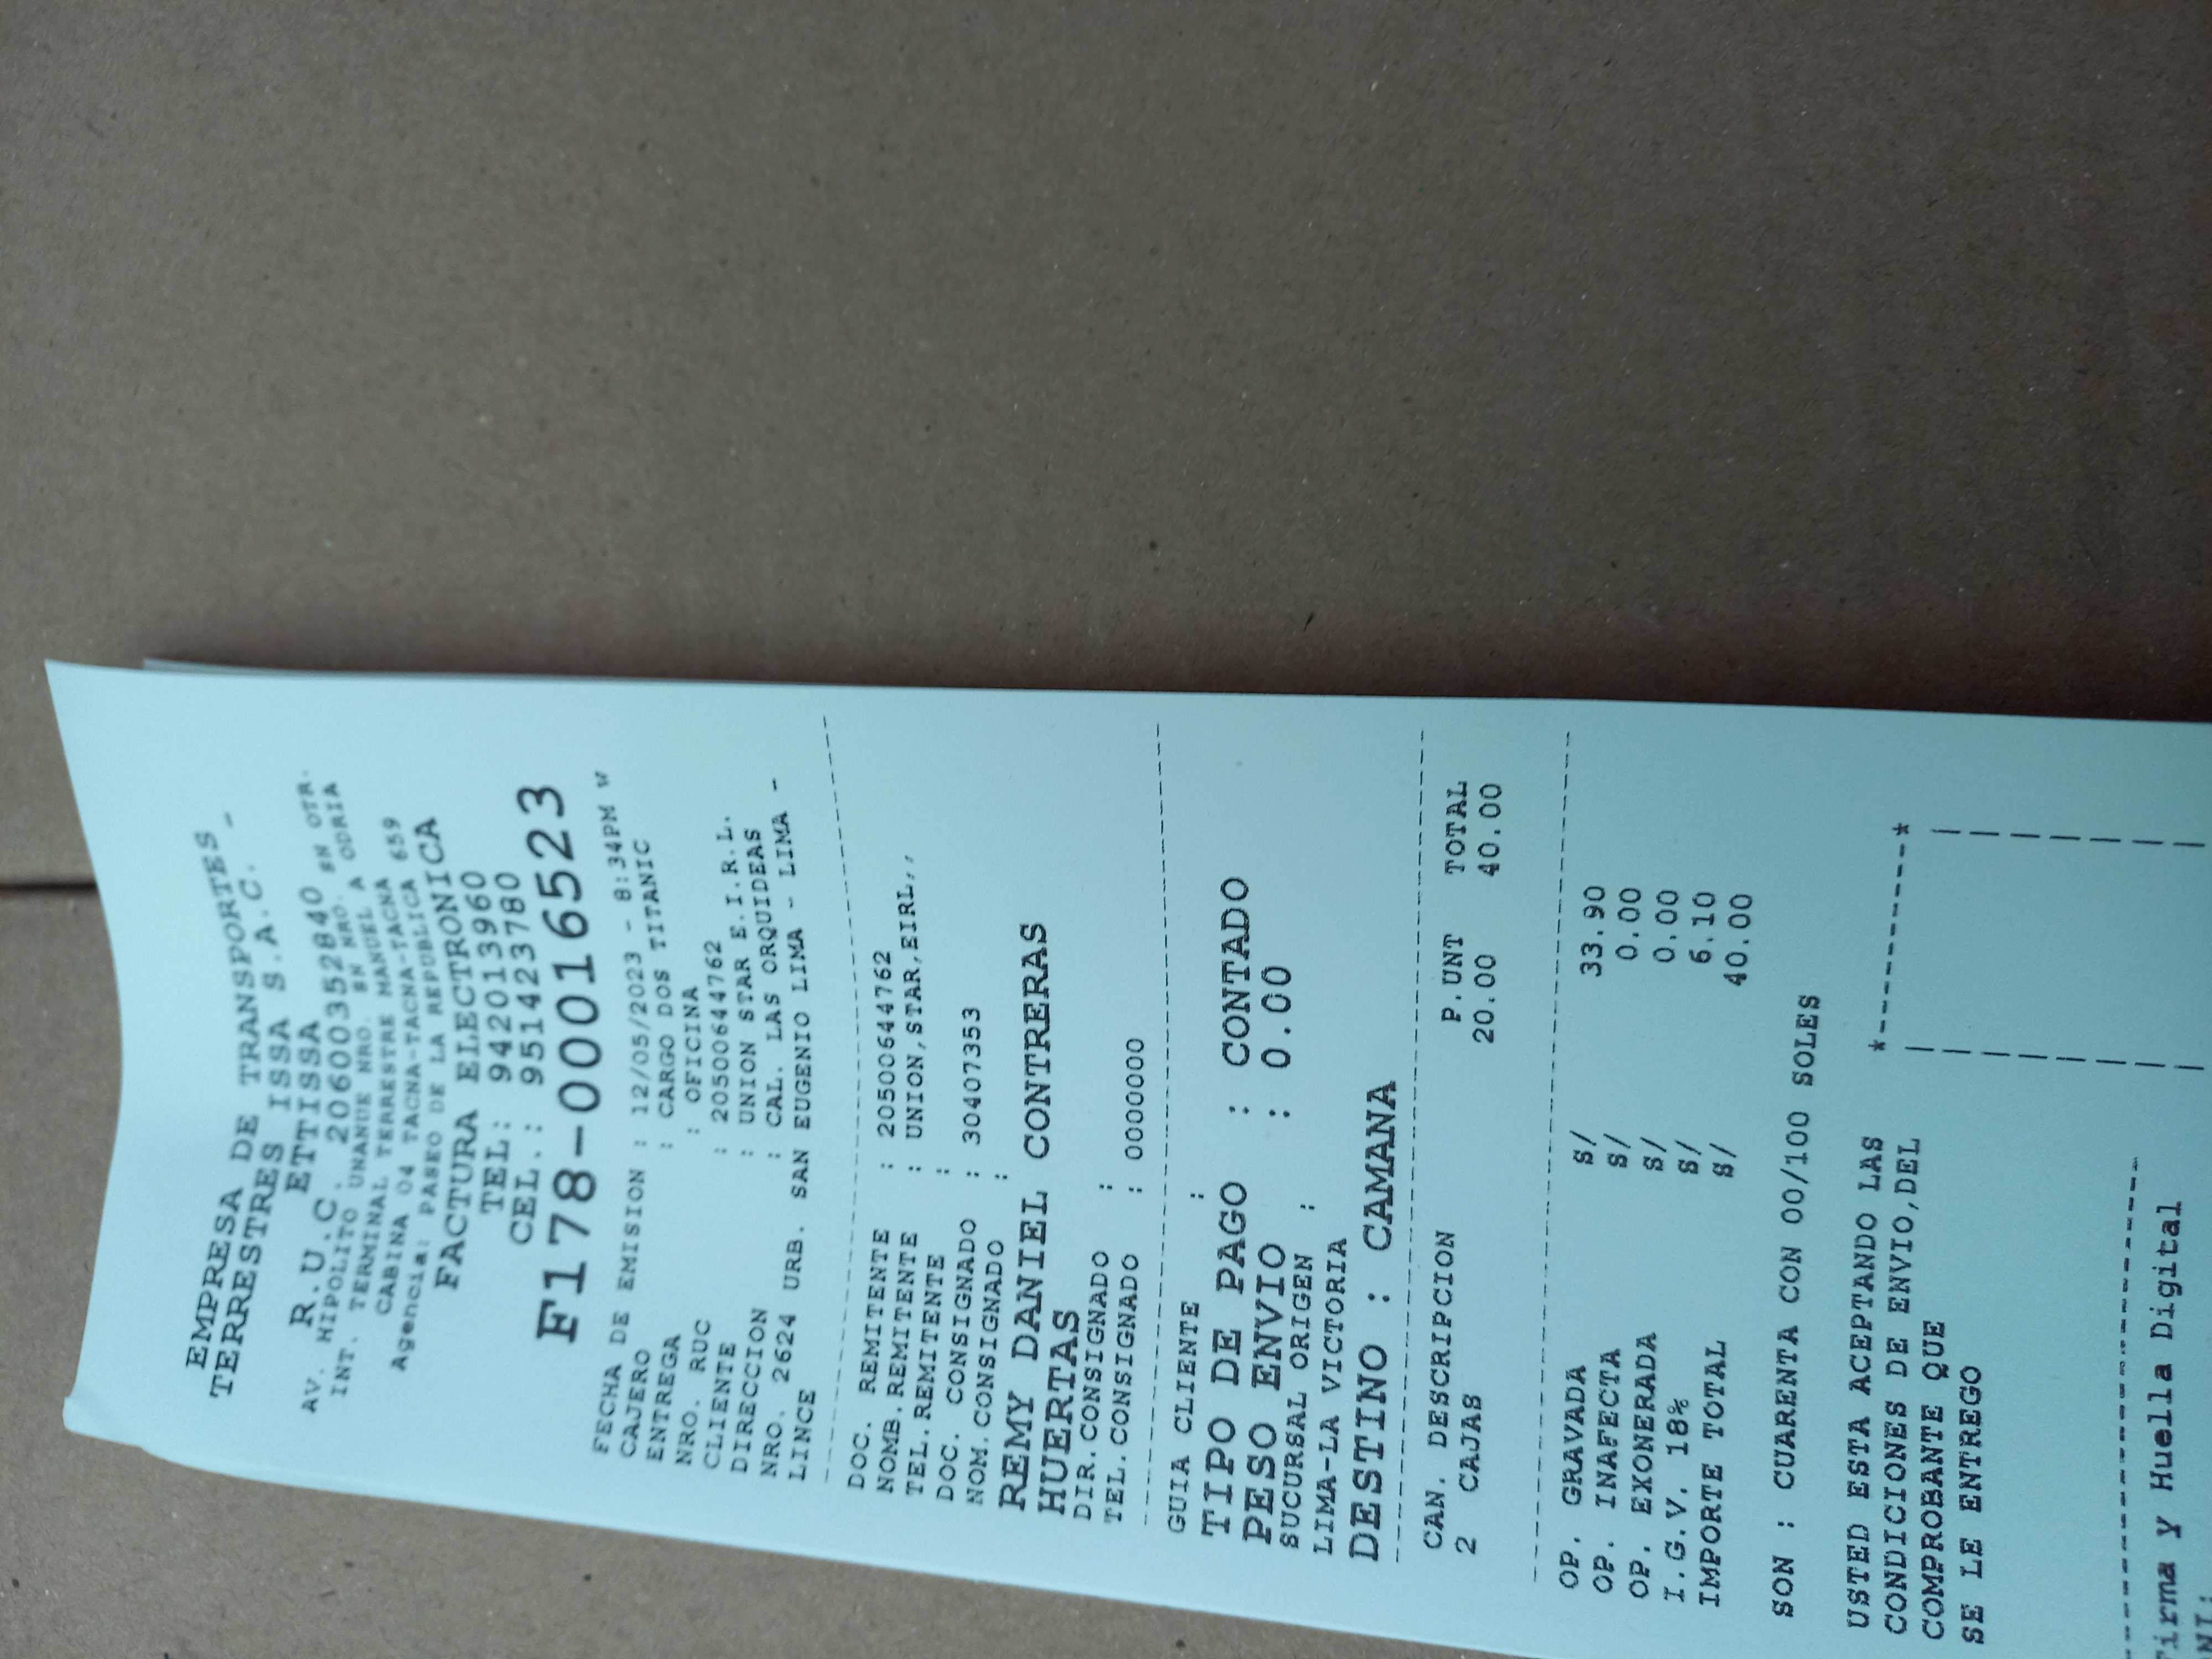 EMPRESA DE TRANSPORTES
TERRESTRES ISSA S.A.C. -
ETTISSA
R.U.C. 20600352840
AV. HIPOLITO UNANUE NRO. SN NRO. SN OTR.
INT. TERMINAL TERRESTRE MANUEL A ODRIA
CABINA 04 TACNA-TACNA-TACNA
Agencia: PASEO DE LA REPUBLICA 659
FACTURA ELECTRONICA
TEL: 942013960
CEL.: 951423780
F178-00016523
FECHA DE EMISION : 12/05/2023 - 8:34PM W
CAJERO : CARGO DOS TITANIC
ENTREGA : OFICINA
NRO. RUC : 20500644762
CLIENTE : UNION STAR E.I.R.L.
DIRECCION : CAL. LAS ORQUIDEAS
NRO. 2624 URB. SAN EUGENIO LIMA - LIMA -
LINCE
DOC. REMITENTE : 20500644762
NOMB.REMITENTE : UNION,STAR,EIRL,,
TEL.REMITENTE :
DOC. CONSIGNADO : 30407353
NOM.CONSIGNADO :
REMY DANIEL CONTRERAS
HUERTAS
DIR.CONSIGNADO :
TEL.CONSIGNADO : 0000000
GUIA CLIENTE :
TIPO DE PAGO : CONTADO
PESO ENVIO : 0.00
SUCURSAL ORIGEN :
LIMA-LA VICTORIA
DESTINO : CAMANA
CAN. DESCRIPCION P.UNT TOTAL
2 CAJAS 20.00 40.00
OP. GRAVADA S/ 33.90
OP. INAFECTA S/ 0.00
OP. EXONERADA S/ 0.00
I.G.V. 18% S/ 6.10
IMPORTE TOTAL S/ 40.00
SON : CUARENTA CON 00/100 SOLES
USTED ESTA ACEPTANDO LAS
CONDICIONES DE ENVIO,DEL
COMPROBANTE QUE
SE LE ENTREGO
Firma y Huella Digital